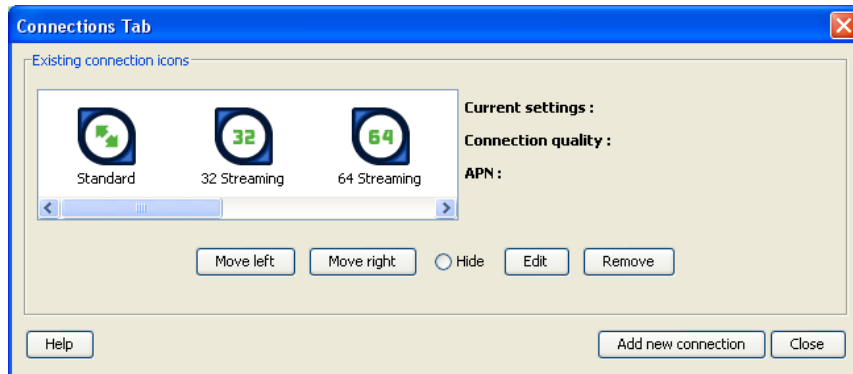 Connections Tab
Existing connection icons
32
64
Standard
32 Streaming
64 Streaming
Current settings :
Connection quality :
APN :
Move left
Move right
Hide
Edit
Remove
Help
Add new connection
Close